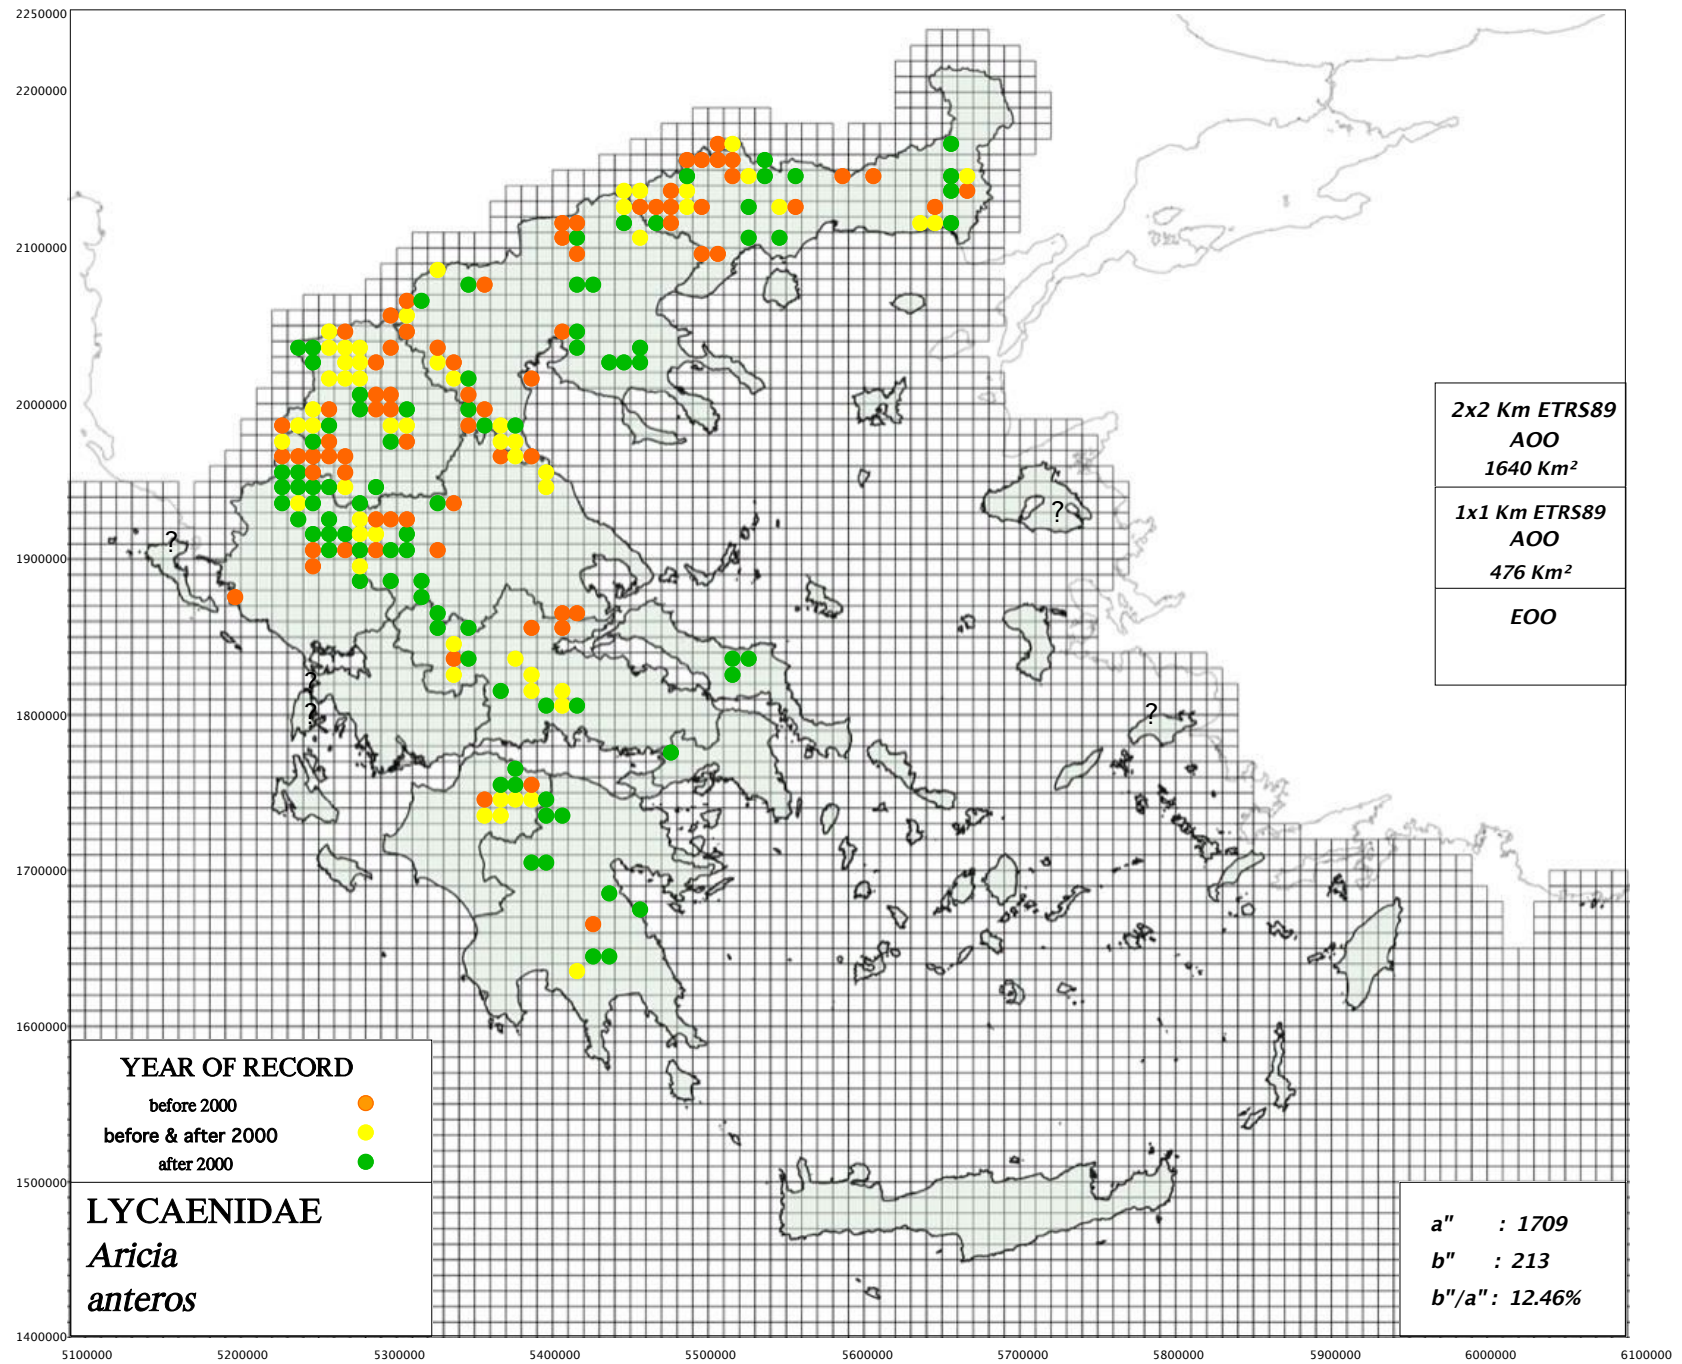 2250000
2200000
2100000
2000000
1900000
1800000
1700000
1600000
1500000
1400000
5100000 5200000 5300000 5400000 5500000 5600000 5700000 5800000 5900000 6000000 6100000
?
?
?
?
?
2x2 Km ETRS89
AOO
1640 Km²
1x1 Km ETRS89
AOO
476 Km²
EOO
YEAR OF RECORD
before 2000
before & after 2000
after 2000
LYCAENIDAE
Aricia
anteros
a" : 1709
b" : 213
b"/a" : 12.46%